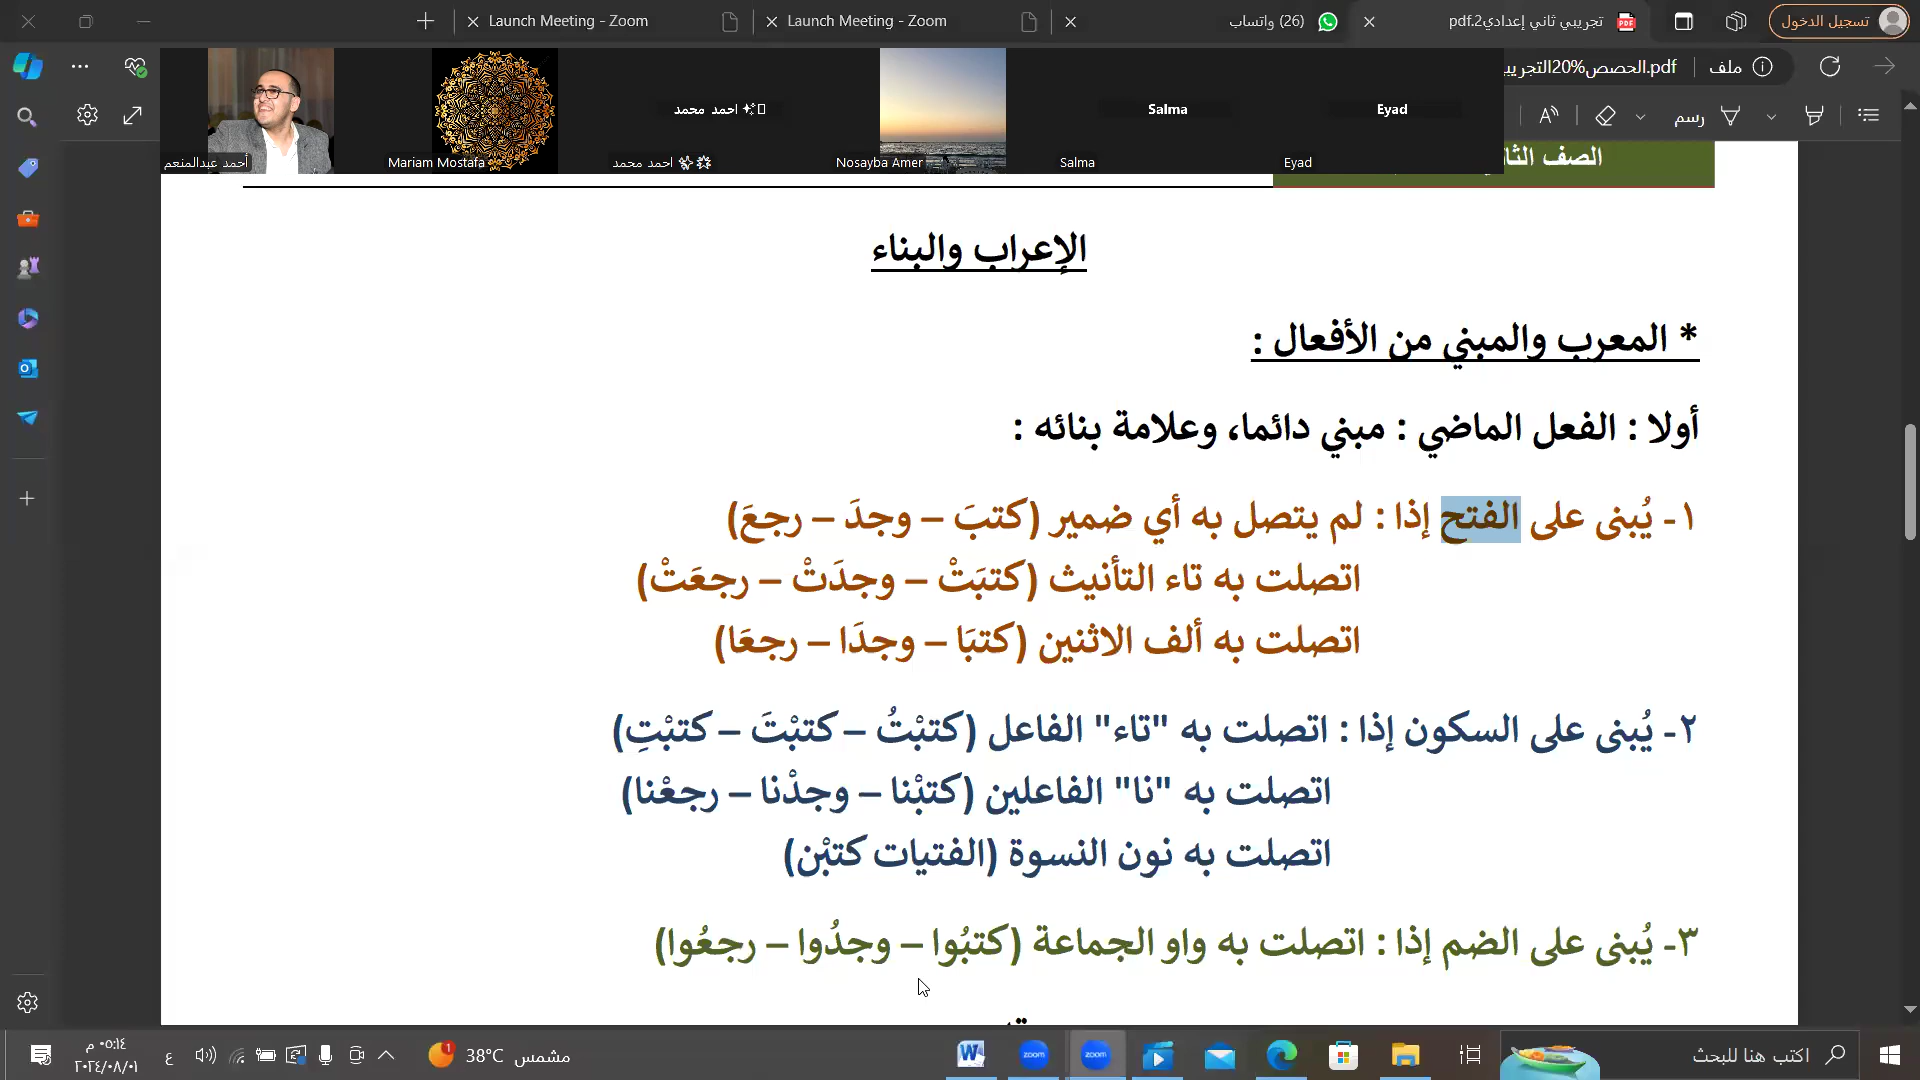 Launch Meeting - Zoom
Launch Meeting - Zoom
(26) واتساب
تجريبي ثاني إعدادي2.pdf
تسجيل الدخول
ملف
رسم
احمد محمد
Salma
Eyad
أحمد عبدالمنعم
Mariam Mostafa
احمد محمد
Nosayba Amer
Salma
Eyad
الإعراب والبناء
* المعرب والمبني من الأفعال :
أولا : الفعل الماضي : مبني دائما، وعلامة بنائه :
١- يُبنى على الفتح إذا : لم يتصل به أي ضمير (كتبَ – وجدَ – رجعَ)
اتصلت به تاء التأنيث (كتبَتْ – وجدَتْ – رجعَتْ)
اتصلت به ألف الاثنين (كتبَا – وجدَا – رجعَا)
٢- يُبنى على السكون إذا : اتصلت به "تاء" الفاعل (كتبْتُ – كتبْتَ – كتبْتِ)
اتصلت به "نا" الفاعلين (كتبْنا – وجدْنا – رجعْنا)
اتصلت به نون النسوة (الفتيات كتبْن)
٣- يُبنى على الضم إذا : اتصلت به واو الجماعة (كتبُوا – وجدُوا – رجعُوا)
٠٥:١٤ م
٢٠٢٤/٠٨/٠١
ع
38°C مشمس
اكتب هنا للبحث